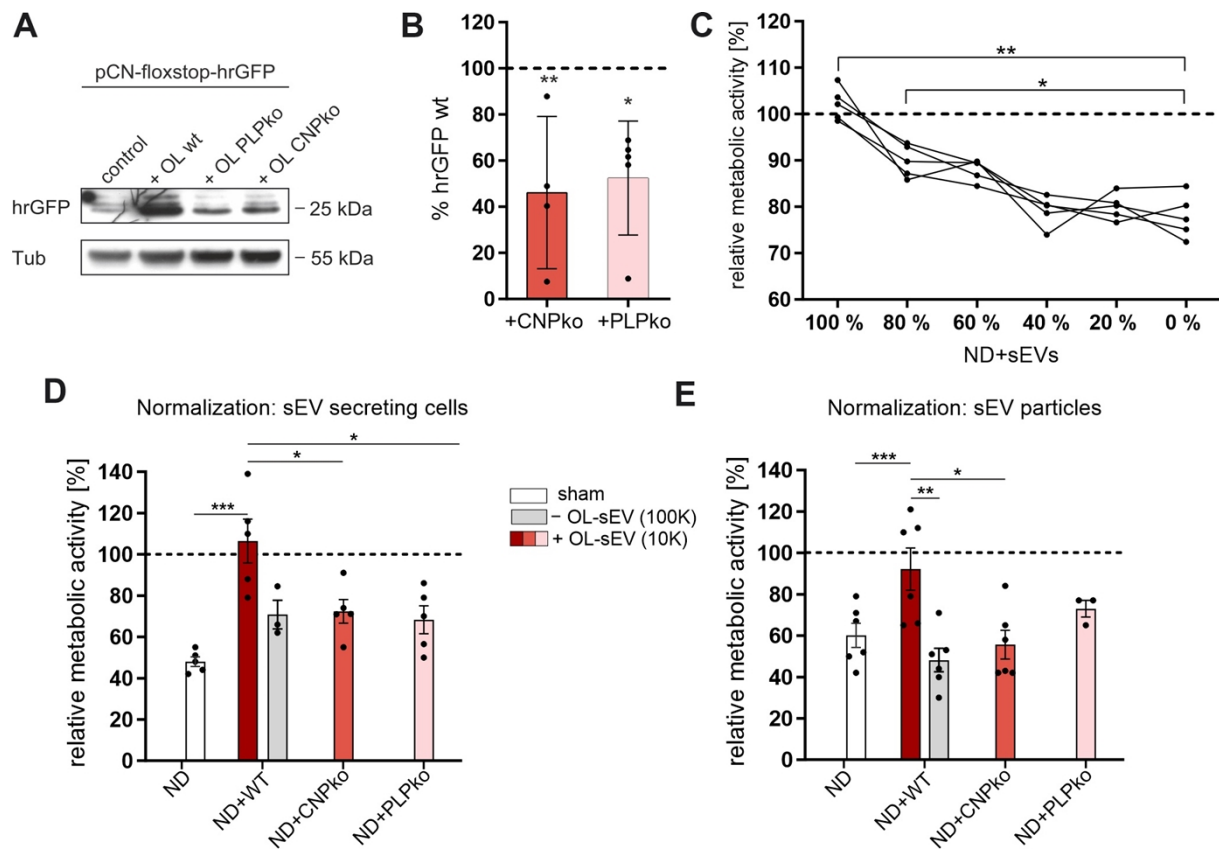 A
pCN-floxstop-hrGFP
control
+ OL wt
+ OL PLPko
+ OL CNPko
hrGFP
– 25 kDa
Tub
– 55 kDa
B
% hrGFP wt
120
100
80
60
40
20
0
**
*
+CNPko
+PLPko
C
relative metabolic activity [%]
120
110
100
90
80
70
60
**
*
100 %
80 %
60 %
40 %
20 %
0 %
ND+sEVs
D
Normalization: sEV secreting cells
relative metabolic activity [%]
140
120
100
80
60
40
20
0
***
*
*
ND
ND+WT
ND+CNPko
ND+PLPko
sham
– OL-sEV (100K)
+ OL-sEV (10K)
E
Normalization: sEV particles
relative metabolic activity [%]
140
120
100
80
60
40
20
0
***
**
*
ND
ND+WT
ND+CNPko
ND+PLPko